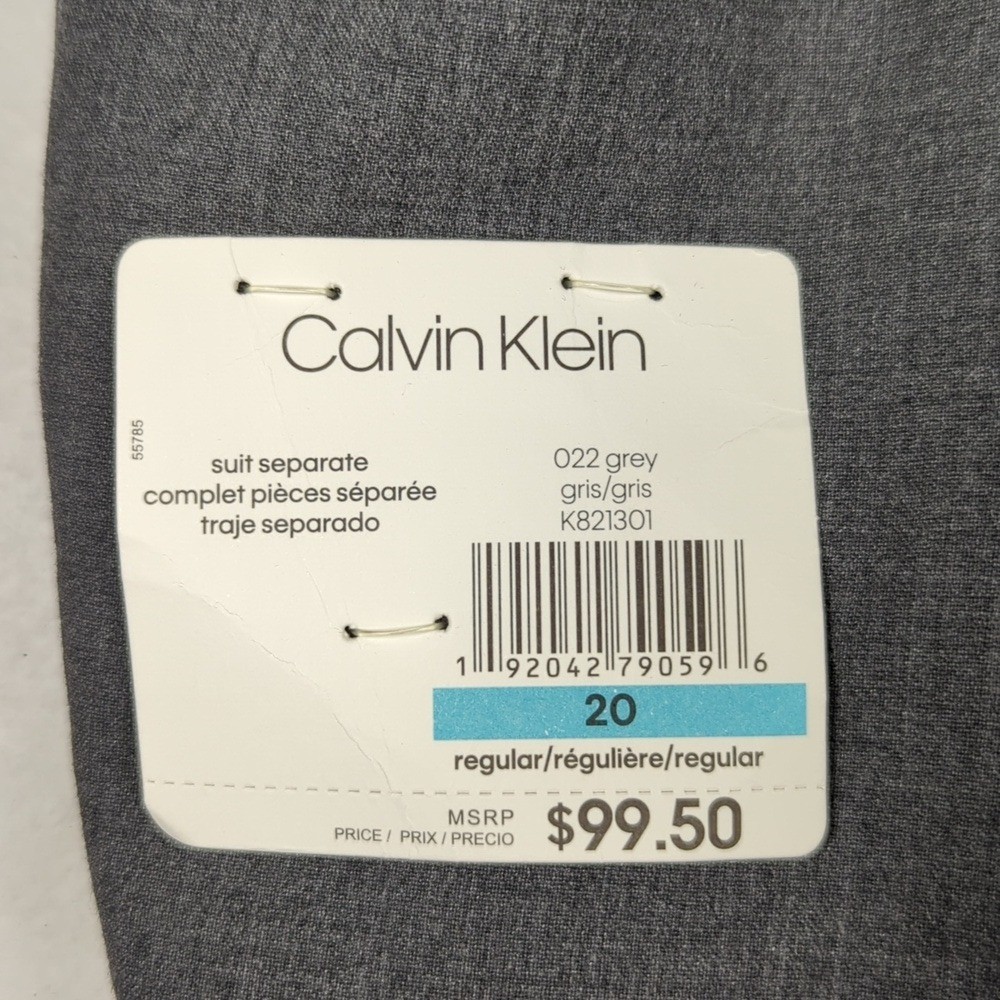 Calvin Klein
55785
suit separate
complet pièces séparée
traje separado
022 grey
gris/gris
K821301
1 92042 79059 6
20
regular/régulière/regular
MSRP
PRICE / PRIX / PRECIO
$99.50